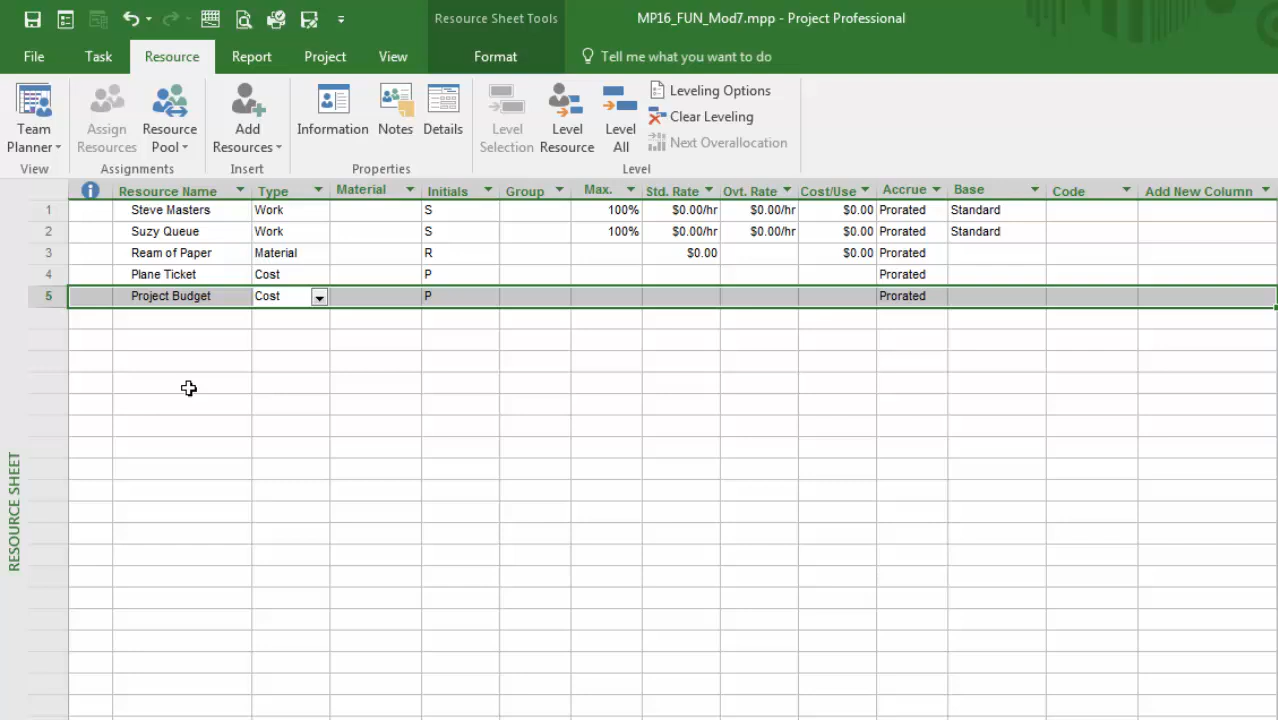 Resource Sheet Tools MP16_FUN_Mod7.mpp - Project Professional
File Task Resource Report Project View Format Tell me what you want to do
Team Planner
Assign Resources
Resource Pool
Add Resources
Information
Notes
Details
Level Selection
Level Resource
Level All
Leveling Options
Clear Leveling
Next Overallocation
View Assignments Insert Properties Level
Resource Name Type Material Initials Group Max. Std. Rate Ovt. Rate Cost/Use Accrue Base Code Add New Column
1 Steve Masters Work S 100% $0.00/hr $0.00/hr $0.00 Prorated Standard
2 Suzy Queue Work S 100% $0.00/hr $0.00/hr $0.00 Prorated Standard
3 Ream of Paper Material R $0.00 $0.00 Prorated
4 Plane Ticket Cost P Prorated
5 Project Budget Cost P Prorated
RESOURCE SHEET